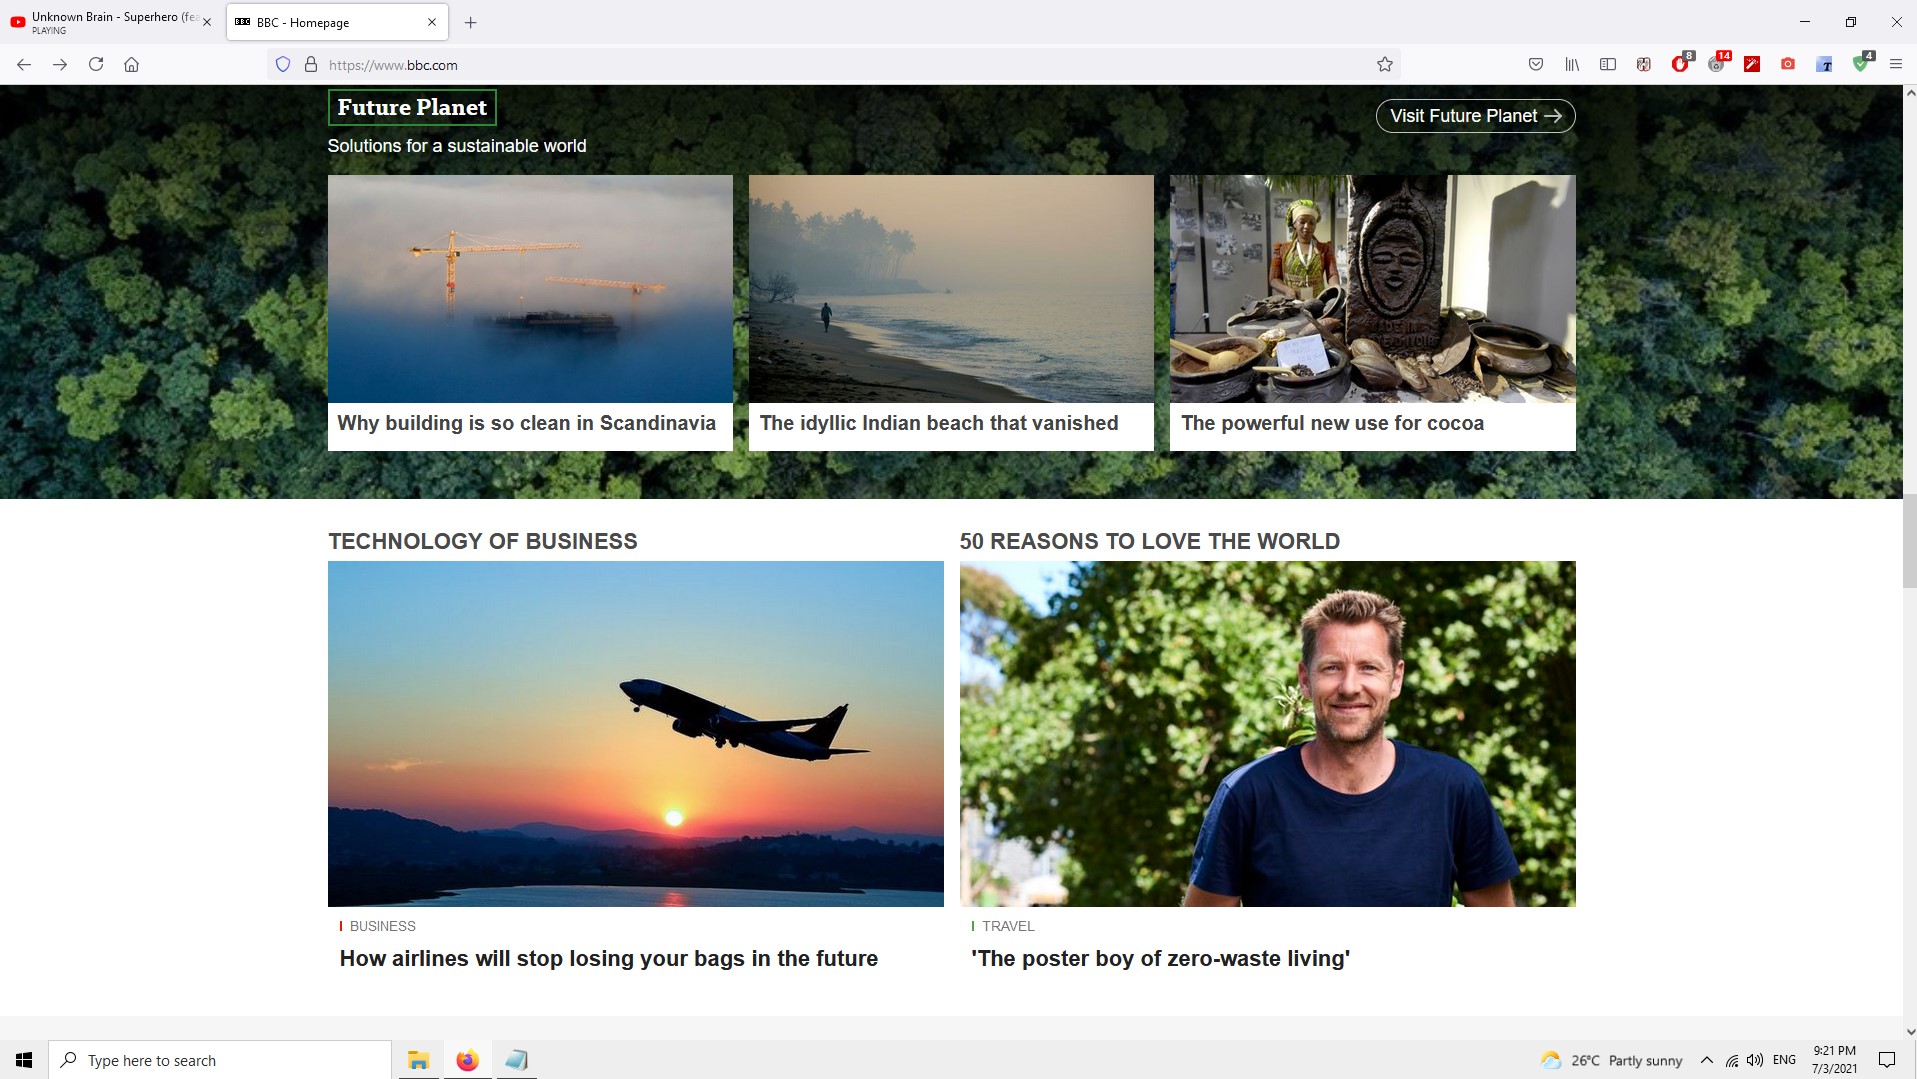 Unknown Brain - Superhero (fea
PLAYING
BBC
BBC - Homepage
https://www.bbc.com
8
14
T
4
Future Planet
Visit Future Planet
Solutions for a sustainable world
Why building is so clean in Scandinavia
The idyllic Indian beach that vanished
The powerful new use for cocoa
TECHNOLOGY OF BUSINESS
50 REASONS TO LOVE THE WORLD
BUSINESS
How airlines will stop losing your bags in the future
TRAVEL
'The poster boy of zero-waste living'
Type here to search
26°C Partly sunny
ENG
9:21 PM
7/3/2021